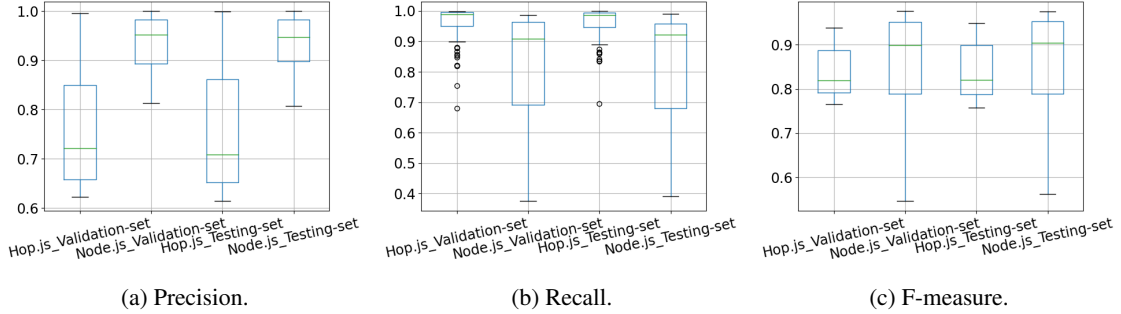 1.0
0.9
0.8
0.7
0.6
Hop.js_Validation-set
Node.js_Validation-set
Hop.js_Testing-set
Node.js_Testing-set
(a) Precision.
1.0
0.9
0.8
0.7
0.6
0.5
0.4
Hop.js_Validation-set
Node.js_Validation-set
Hop.js_Testing-set
Node.js_Testing-set
(b) Recall.
0.9
0.8
0.7
0.6
Hop.js_Validation-set
Node.js_Validation-set
Hop.js_Testing-set
Node.js_Testing-set
(c) F-measure.